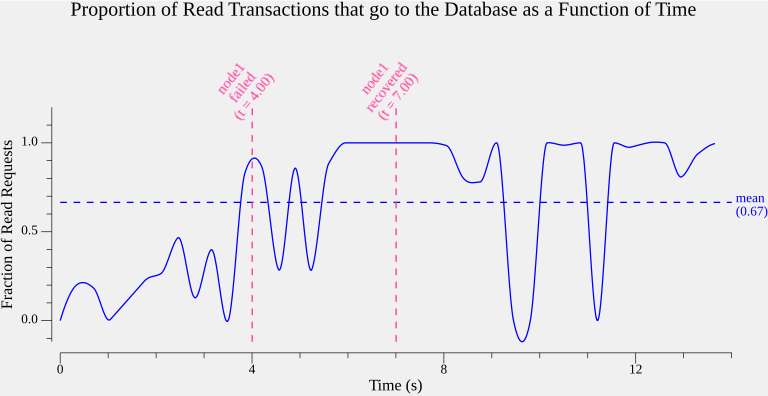 Proportion of Read Transactions that go to the Database as a Function of Time
node1
failed
(t = 4.00)
node1
recovered
(t = 7.00)
Fraction of Read Requests
1.0
0.5
0.0
mean
(0.67)
0
4
8
12
Time (s)